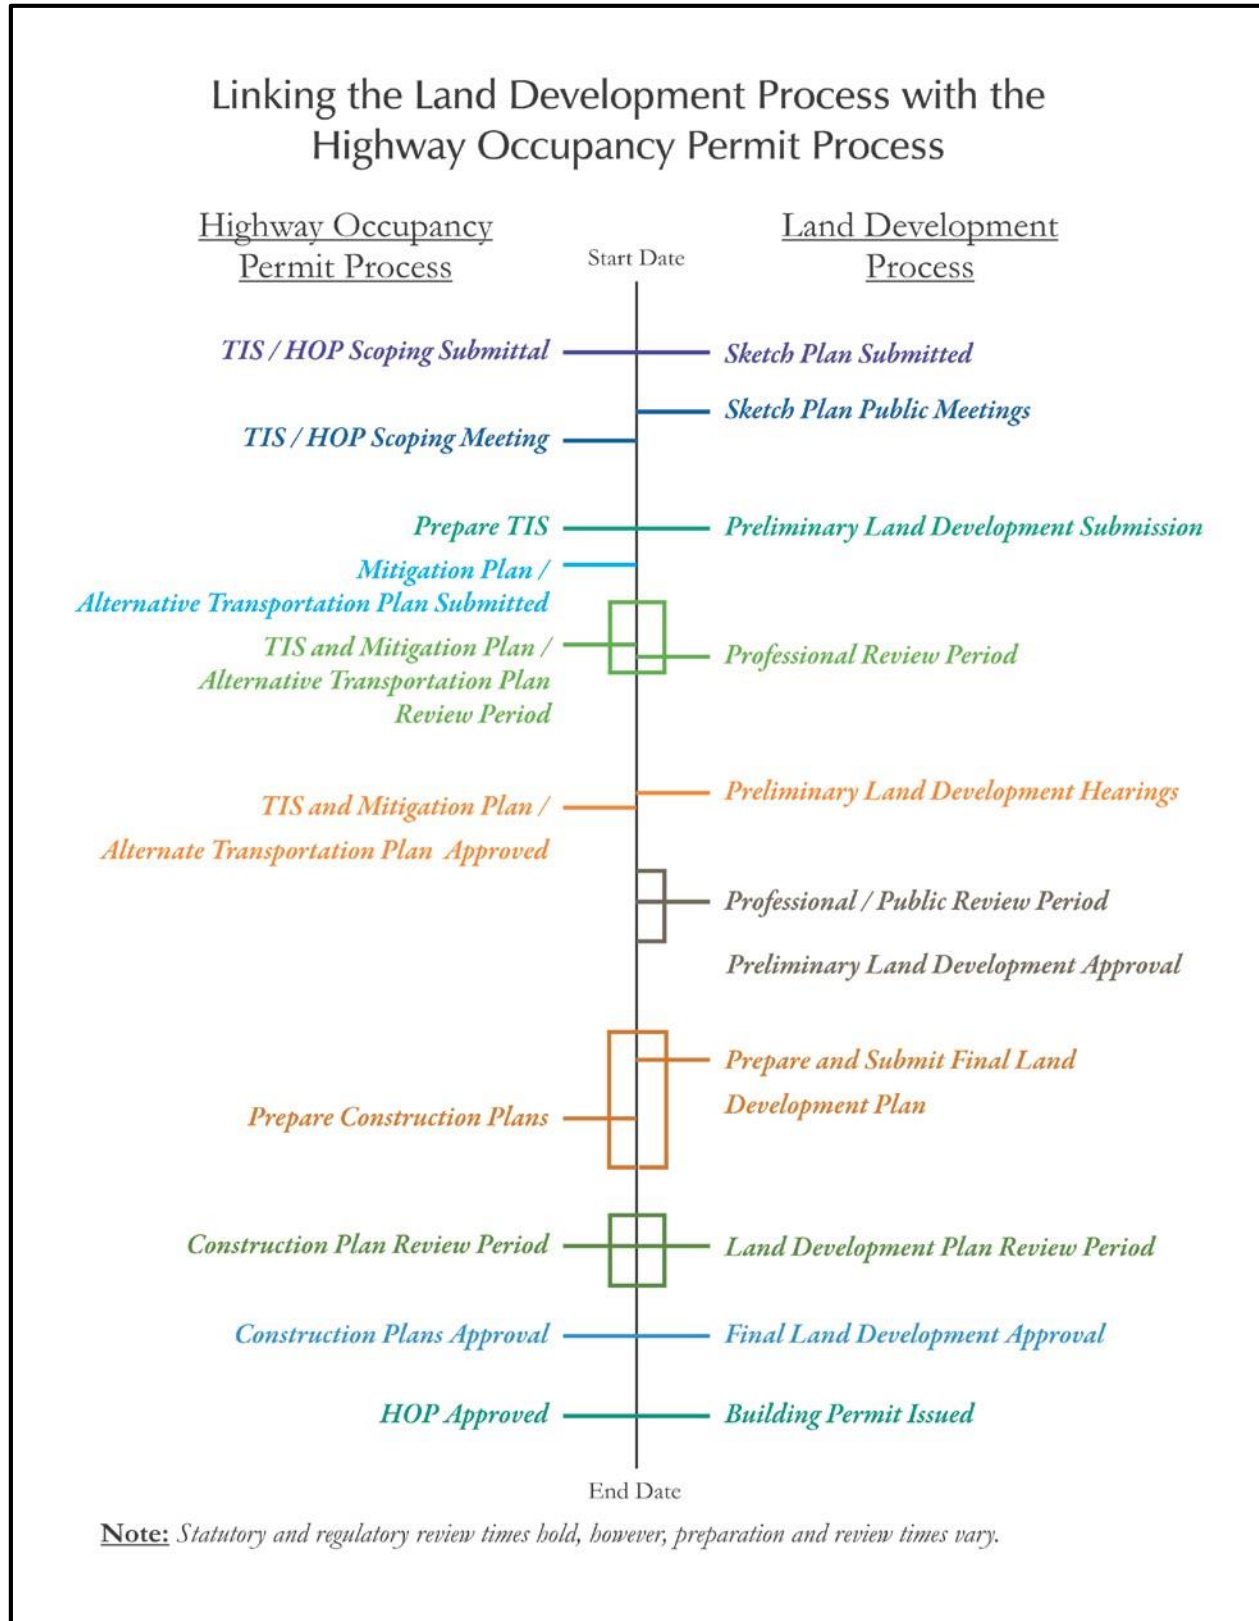 Linking the Land Development Process with the
Highway Occupancy Permit Process
Highway Occupancy
Permit Process
Start Date
Land Development
Process
TIS / HOP Scoping Submittal
Sketch Plan Submitted
Sketch Plan Public Meetings
TIS / HOP Scoping Meeting
Prepare TIS
Preliminary Land Development Submission
Mitigation Plan /
Alternative Transportation Plan Submitted
TIS and Mitigation Plan /
Alternative Transportation Plan
Review Period
Professional Review Period
Preliminary Land Development Hearings
TIS and Mitigation Plan /
Alternate Transportation Plan Approved
Professional / Public Review Period
Preliminary Land Development Approval
Prepare and Submit Final Land
Development Plan
Prepare Construction Plans
Construction Plan Review Period
Land Development Plan Review Period
Construction Plans Approval
Final Land Development Approval
HOP Approved
Building Permit Issued
End Date
Note: Statutory and regulatory review times hold, however, preparation and review times vary.